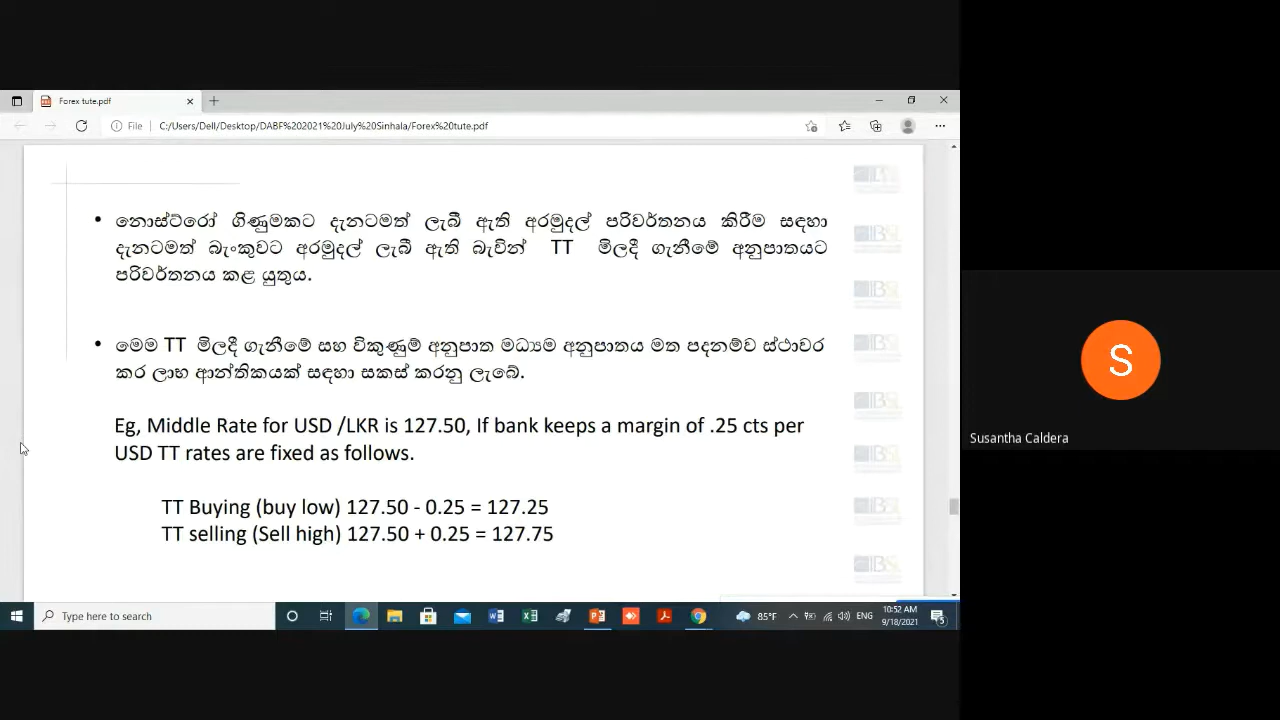 Forex tute.pdf
File
C:/Users/Dell/Desktop/DABF%202021%20July%20Sinhala/Forex%20tute.pdf
• නොස්ට්රෝ ගිණුමකට දැනටමත් ලැබී ඇති අරමුදල් පරිවර්තනය කිරීම සඳහා
දැනටමත් බැංකුවට අරමුදල් ලැබී ඇති බැවින් TT මිලදී ගැනීමේ අනුපාතයට
පරිවර්තනය කළ යුතුය.
• මෙම TT මිලදී ගැනීමේ සහ විකුණුම් අනුපාත මධ්‍යම අනුපාතය මත පදනම්ව ස්ථාවර
කර ලාභ ආන්තිකයක් සඳහා සකස් කරනු ලැබේ.
Eg, Middle Rate for USD /LKR is 127.50, If bank keeps a margin of .25 cts per
USD TT rates are fixed as follows.
TT Buying (buy low) 127.50 - 0.25 = 127.25
TT selling (Sell high) 127.50 + 0.25 = 127.75
S
Susantha Caldera
Type here to search
85°F
ENG
10:52 AM
9/18/2021
5